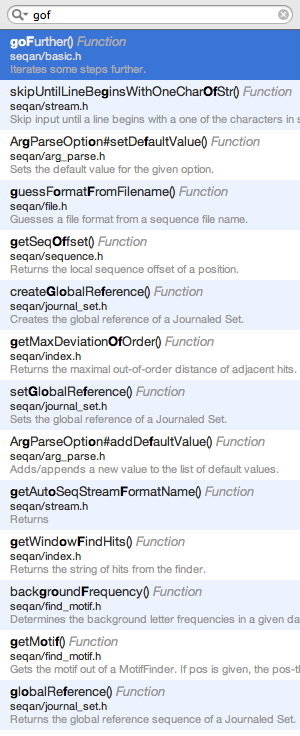 gof
goFurther() Function
seqan/basic.h
Iterates some steps further.
skipUntilLineBeginsWithOneCharOfStr() Function
seqan/stream.h
Skip input until a line begins with a one of the characters in s
ArgParseOption#setDefaultValue() Function
seqan/arg_parse.h
Sets the default value for the given option.
guessFormatFromFilename() Function
seqan/file.h
Guesses a file format from a sequence file name.
getSeqOffset() Function
seqan/sequence.h
Returns the local sequence offset of a position.
createGlobalReference() Function
seqan/journal_set.h
Creates the global reference of a Journaled Set.
getMaxDeviationOfOrder() Function
seqan/index.h
Returns the maximal out-of-order distance of adjacent hits.
setGlobalReference() Function
seqan/journal_set.h
Sets the global reference of a Journaled Set.
ArgParseOption#addDefaultValue() Function
seqan/arg_parse.h
Adds/appends a new value to the list of default values.
getAutoSeqStreamFormatName() Function
seqan/stream.h
Returns
getWindowFindHits() Function
seqan/index.h
Returns the string of hits from the finder.
backgroundFrequency() Function
seqan/find_motif.h
Determines the background letter frequencies in a given da
getMotif() Function
seqan/find_motif.h
Gets the motif out of a MotifFinder. If pos is given, the pos-th
globalReference() Function
seqan/journal_set.h
Returns the global reference sequence of a Journaled Set.